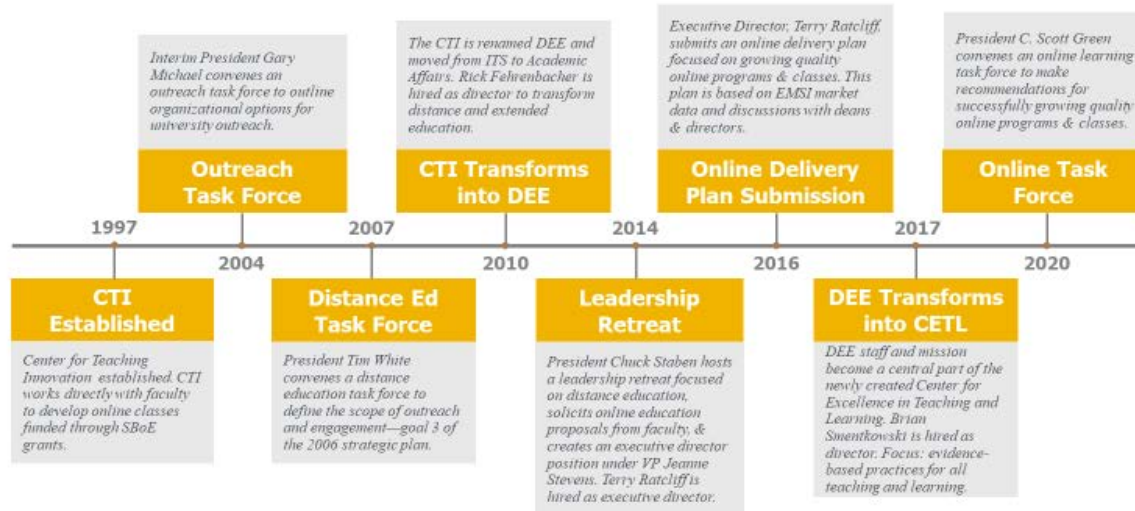 Interim President Gary
Michael convenes an
outreach task force to outline
organizational options for
university outreach.
Outreach
Task Force
The CTI is renamed DEE and
moved from ITS to Academic
Affairs. Rick Fehrenbacher is
hired as director to transform
distance and extended
education.
CTI Transforms
into DEE
Executive Director, Terry Ratcliff,
submits an online delivery plan
focused on growing quality
online programs & classes. This
plan is based on EMSI market
data and discussions with deans
& directors.
Online Delivery
Plan Submission
President C. Scott Green
convenes an online learning
task force to make
recommendations for
successfully growing quality
online programs & classes.
Online Task
Force
1997
2004
2007
2010
2014
2016
2017
2020
CTI
Established
Center for Teaching
Innovation established. CTI
works directly with faculty
to develop online classes
funded through SBoE
grants.
Distance Ed
Task Force
President Tim White
convenes a distance
education task force to
define the scope of outreach
and engagement—goal 3 of
the 2006 strategic plan.
Leadership
Retreat
President Chuck Staben hosts
a leadership retreat focused
on distance education,
solicits online education
proposals from faculty, &
creates an executive director
position under VP Jeanne
Stevens. Terry Ratcliff is
hired as executive director.
DEE Transforms
into CETL
DEE staff and mission
become a central part of the
newly created Center for
Excellence in Teaching and
Learning. Brian
Smentkowski is hired as
director. Focus: evidence-
based practices for all
teaching and learning.